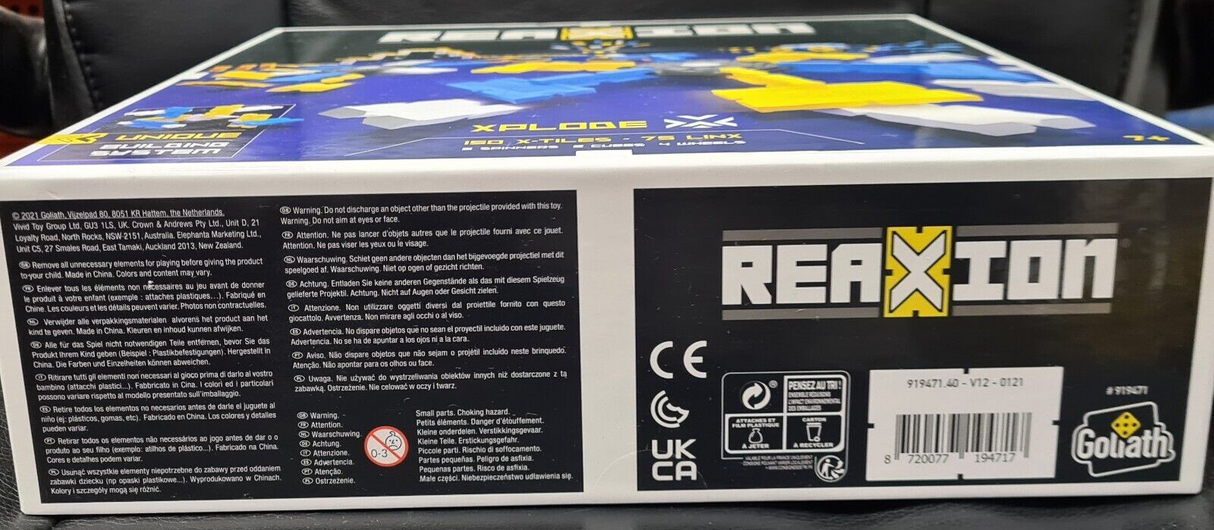 REAXION
XPLODE
150 X-TILES - 75 LINX
2 SPINNERS 2 CUBES 4 WHEELS
UNIQUE
BUILDING
SYSTEM
7+
© 2021 Goliath, Vijzelpad 80, 8051 KR Hattem, the Netherlands.
Vivid Toy Group Ltd, GU3 1LS, UK. Crown & Andrews Pty Ltd., Unit D, 21
Loyalty Road, North Rocks, NSW-2151, Australia. Elephanta Marketing Ltd.,
Unit C5, 27 Smales Road, East Tamaki, Auckland 2013, New Zealand.
Remove all unnecessary elements for playing before giving the product
to your child. Made in China. Colors and content may vary.
Enlever tous les éléments non nécessaires au jeu avant de donner
le produit à votre enfant (exemple : attaches plastiques...). Fabriqué en
Chine. Les couleurs et les détails peuvent varier. Photos non contractuelles.
Verwijder alle verpakkingsmaterialen alvorens het product aan het
kind te geven. Made in China. Kleuren en inhoud kunnen afwijken.
Alle für das Spiel nicht notwendigen Teile entfernen, bevor Sie das
Produkt Ihrem Kind geben (Beispiel : Plastikbefestigungen). Hergestellt in
China. Die Farben und Einzelheiten können abweichen.
Ritirare tutti gli elementi non necessari al gioco prima di darlo al vostro
bambino (attacchi plastici...). Fabbricato in Cina. I colori ed i particolari
possono variare rispetto al modello presentato sull'imballaggio.
Retire todos los elementos no necesarios antes de darle el juguete al
niño (ej: plásticos, gomas, etc). Fabricado en China. Los colores y detalles
pueden variar.
Retirar todos os elementos não necessários ao jogo antes de dar o
produto ao seu filho (exemplo: atilhos de plástico...). Fabricado na China.
Cores e detalhes podem variar.
Usunąć wszystkie elementy niepotrzebne do zabawy przed oddaniem
zabawki dziecku (np opaski plastikowe...). Wyprodukowano w Chinach.
Kolory i szczegóły mogą się różnić.
Warning. Do not discharge an object other than the projectile provided with this toy.
Warning. Do not aim at eyes or face.
Attention. Ne pas lancer d'objets autres que le projectile fourni avec ce jouet.
Attention. Ne pas viser les yeux ou le visage.
Waarschuwing. Schiet geen andere objecten dan het bijgevoegde projectiel met dit
speelgoed af. Waarschuwing. Niet op ogen of gezicht richten.
Achtung. Entladen Sie keine anderen Gegenstände als das mit diesem Spielzeug
gelieferte Projektil. Achtung. Nicht auf Augen oder Gesicht zielen.
Attenzione. Non utilizzare oggetti diversi dal proiettile fornito con questo
giocattolo. Avvertenza. Non mirare agli occhi o al viso.
Advertencia. No dispare objetos que no sean el proyectil incluido con este juguete.
Advertencia. No se ha de apuntar a los ojos ni a la cara.
Aviso. Não dispare objetos que não sejam o projétil incluído neste brinquedo.
Atenção. Não apontar para os olhos ou face.
Uwaga. Nie używać do wystrzeliwania obiektów innych niż dostarczone z tą
zabawką. Ostrzeżenie. Nie celować w oczy i twarz.
Warning.
Attention.
Waarschuwing.
Achtung.
Attenzione.
Advertencia.
Atenção.
Ostrzeżenie.
0-3
Small parts. Choking hazard.
Petits éléments. Danger d'étouffement.
Kleine onderdelen. Verstikkingsgevaar.
Kleine Teile. Erstickungsgefahr.
Piccole parti. Rischio di soffocamento.
Partes pequeñas. Peligro de asfixia.
Pequenas partes. Risco de asfixia.
Małe części. Niebezpieczeństwo udławienia się.
REAXION
CE
UK
CA
PENSEZ AU TRI !
ENSEMBLE RÉDUISONS
L'IMPACT ENVIRONNEMENTAL
DES EMBALLAGES
ATTACHES ET
FILM PLASTIQUE
À JETER
CARTON
À RECYCLER
919471.40 - V12 - 0121
8 720077 194717
#919471
Goliath